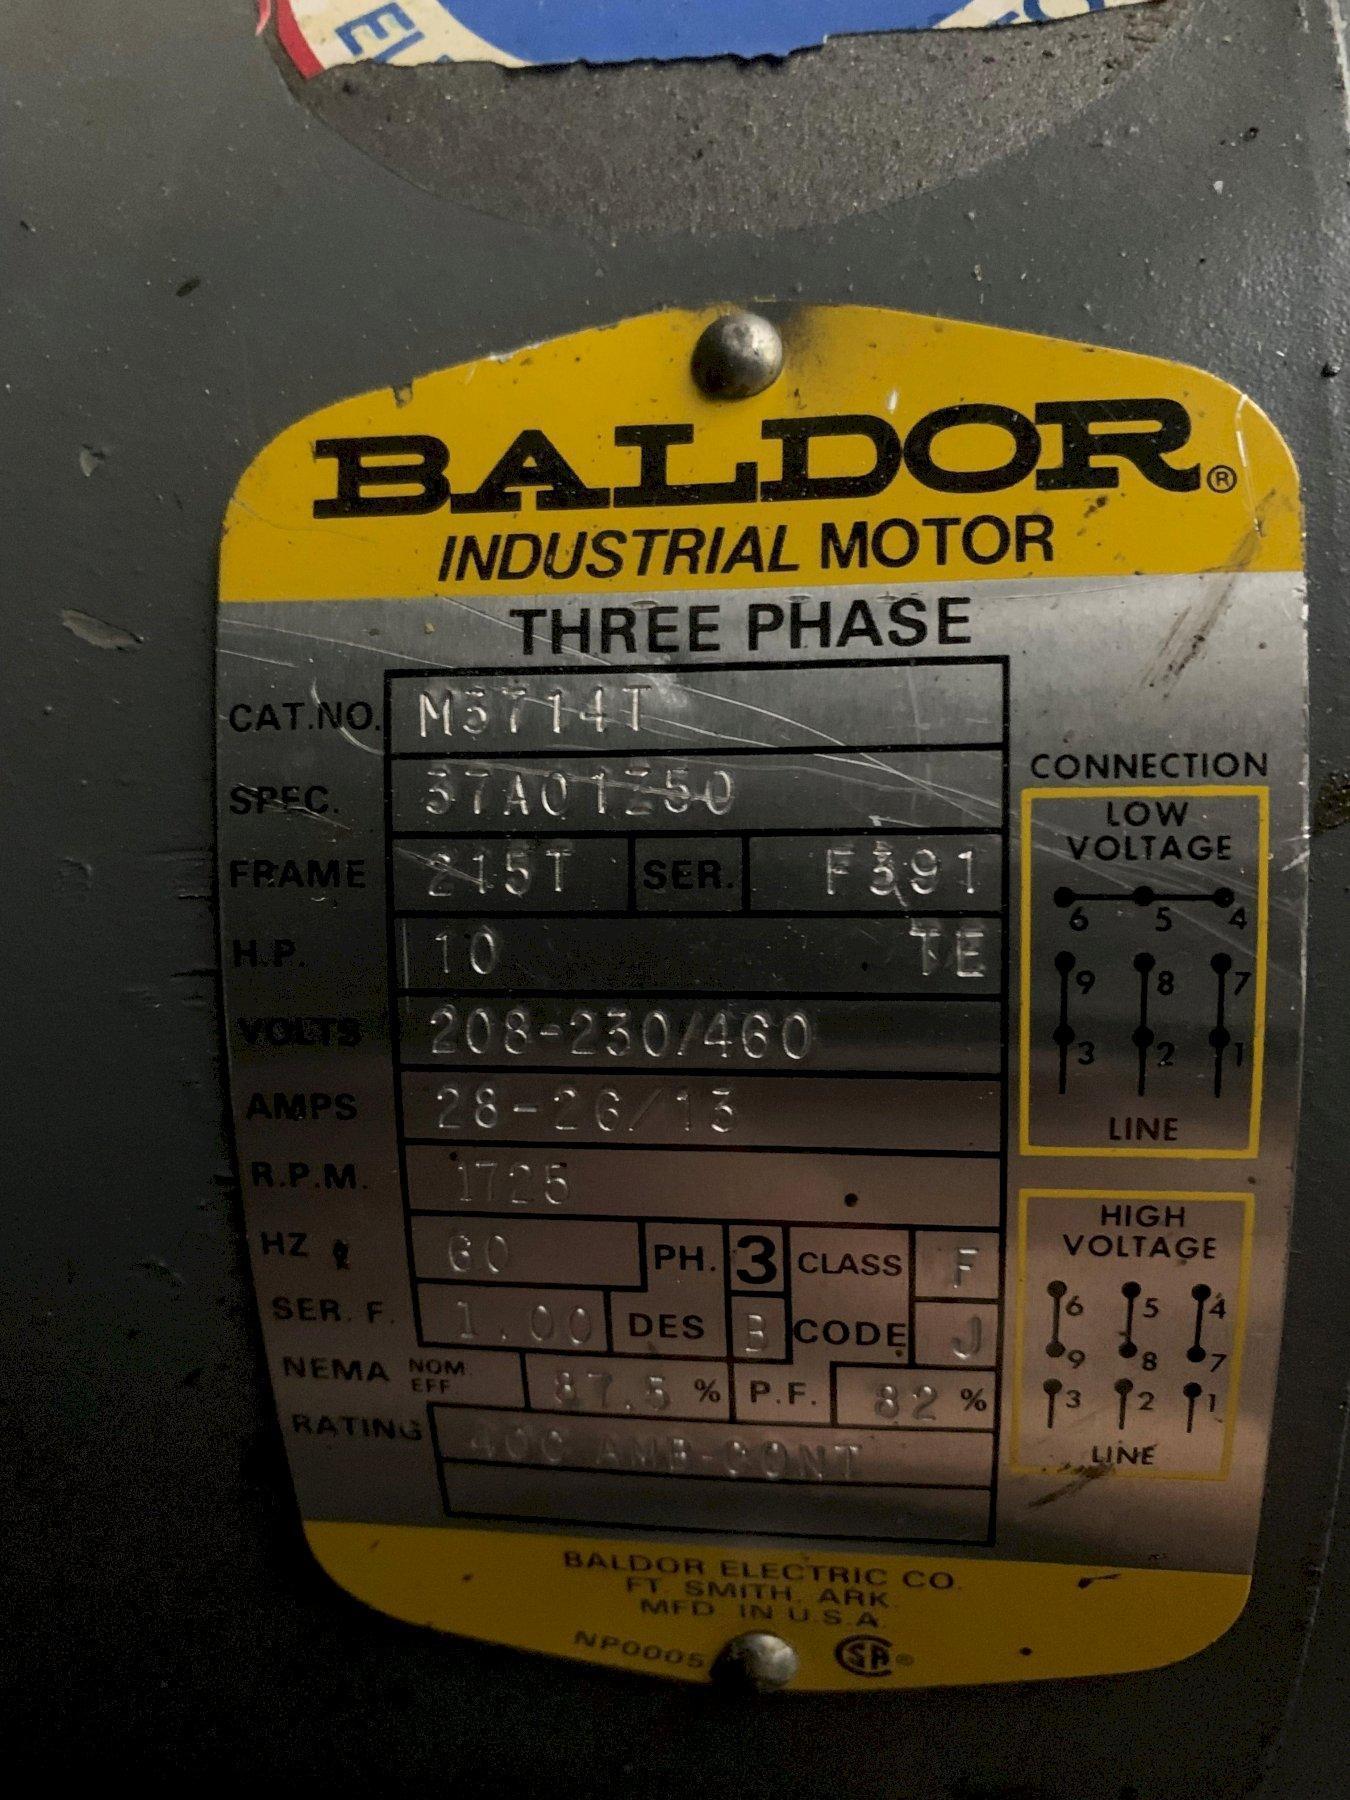 BALDOR®
INDUSTRIAL MOTOR
THREE PHASE
CAT.NO. M3714T
SPEC. 37A01Z50
FRAME 215T SER. F391
H.P. 10 TE
VOLTS 208-230/460
AMPS 28-26/13
R.P.M. 1725
HZ 60 PH. 3 CLASS F
SER. F. 1.00 DES B CODE J
NEMA NOM. EFF. 87.5 % P.F. 82 %
RATING 40C AMB-CONT
CONNECTION
LOW
VOLTAGE
6 5 4
9 8 7
3 2 1
LINE
HIGH
VOLTAGE
6 5 4
9 8 7
3 2 1
LINE
BALDOR ELECTRIC CO.
FT. SMITH, ARK.
MFD. IN U.S.A.
NP0005 SA®